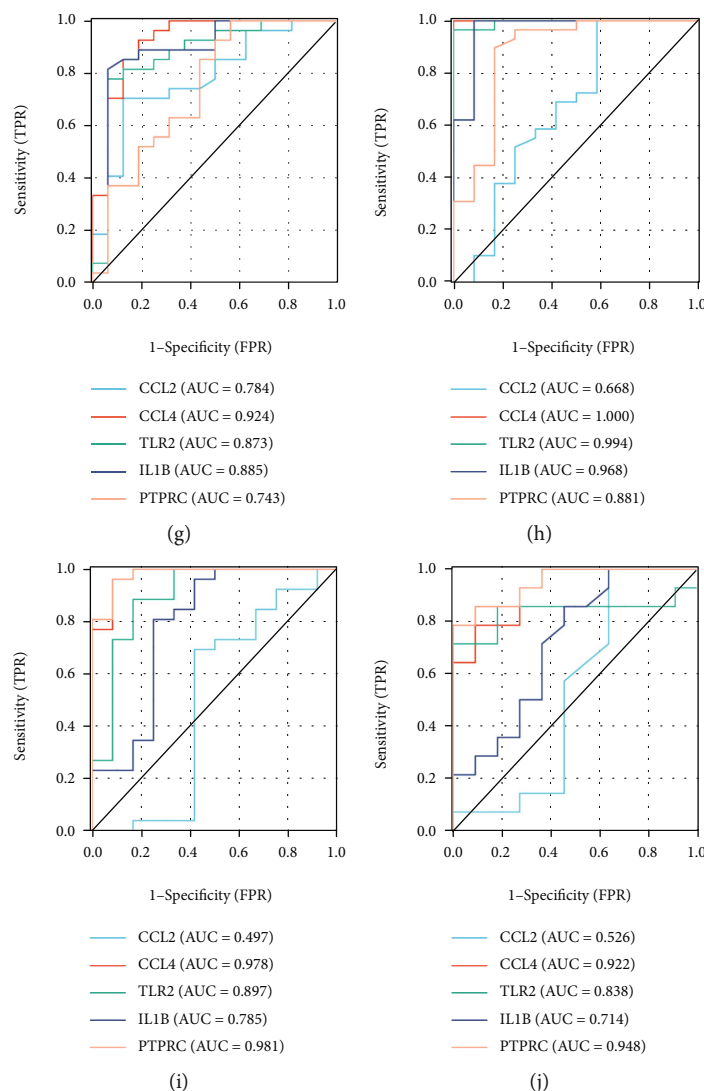 1.0
0.8
0.6
0.4
0.2
0.0
Sensitivity (TPR)
0.0 0.2 0.4 0.6 0.8 1.0
1–Specificity (FPR)
CCL2 (AUC = 0.784)
CCL4 (AUC = 0.924)
TLR2 (AUC = 0.873)
IL1B (AUC = 0.885)
PTPRC (AUC = 0.743)
(g)
1.0
0.8
0.6
0.4
0.2
0.0
Sensitivity (TPR)
0.0 0.2 0.4 0.6 0.8 1.0
1–Specificity (FPR)
CCL2 (AUC = 0.668)
CCL4 (AUC = 1.000)
TLR2 (AUC = 0.994)
IL1B (AUC = 0.968)
PTPRC (AUC = 0.881)
(h)
1.0
0.8
0.6
0.4
0.2
0.0
Sensitivity (TPR)
0.0 0.2 0.4 0.6 0.8 1.0
1–Specificity (FPR)
CCL2 (AUC = 0.497)
CCL4 (AUC = 0.978)
TLR2 (AUC = 0.897)
IL1B (AUC = 0.785)
PTPRC (AUC = 0.981)
(i)
1.0
0.8
0.6
0.4
0.2
0.0
Sensitivity (TPR)
0.0 0.2 0.4 0.6 0.8 1.0
1–Specificity (FPR)
CCL2 (AUC = 0.526)
CCL4 (AUC = 0.922)
TLR2 (AUC = 0.838)
IL1B (AUC = 0.714)
PTPRC (AUC = 0.948)
(j)